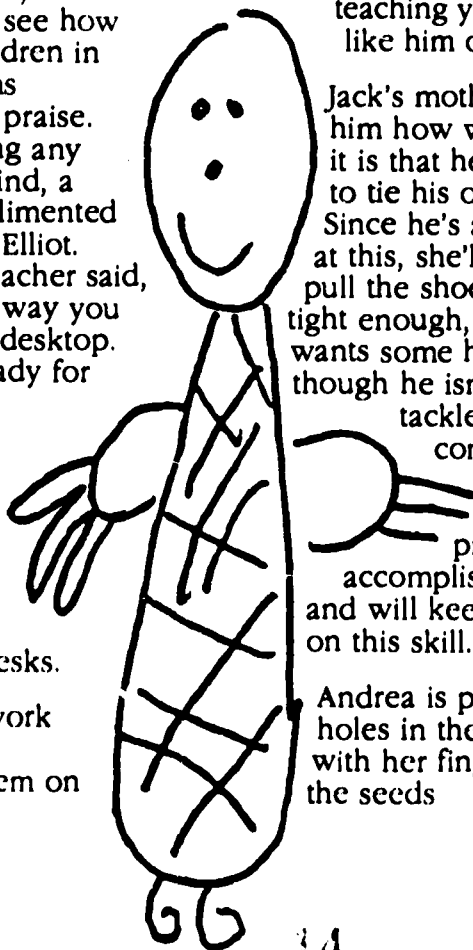 see how
dren in
praise.
ng any
ind, a
limented
Elliot.
acher said,
way you
desktop.
ady for
esks.
work
em on
teaching y
like him
Jack's moth
him how w
it is that he
to tie his
Since he's
at this, she'l
pull the shoe
tight enough,
wants some h
though he isn
tackle
con
accomplis
and will kee
on this skill.
Andrea is p
holes in the
with her fin
the seeds